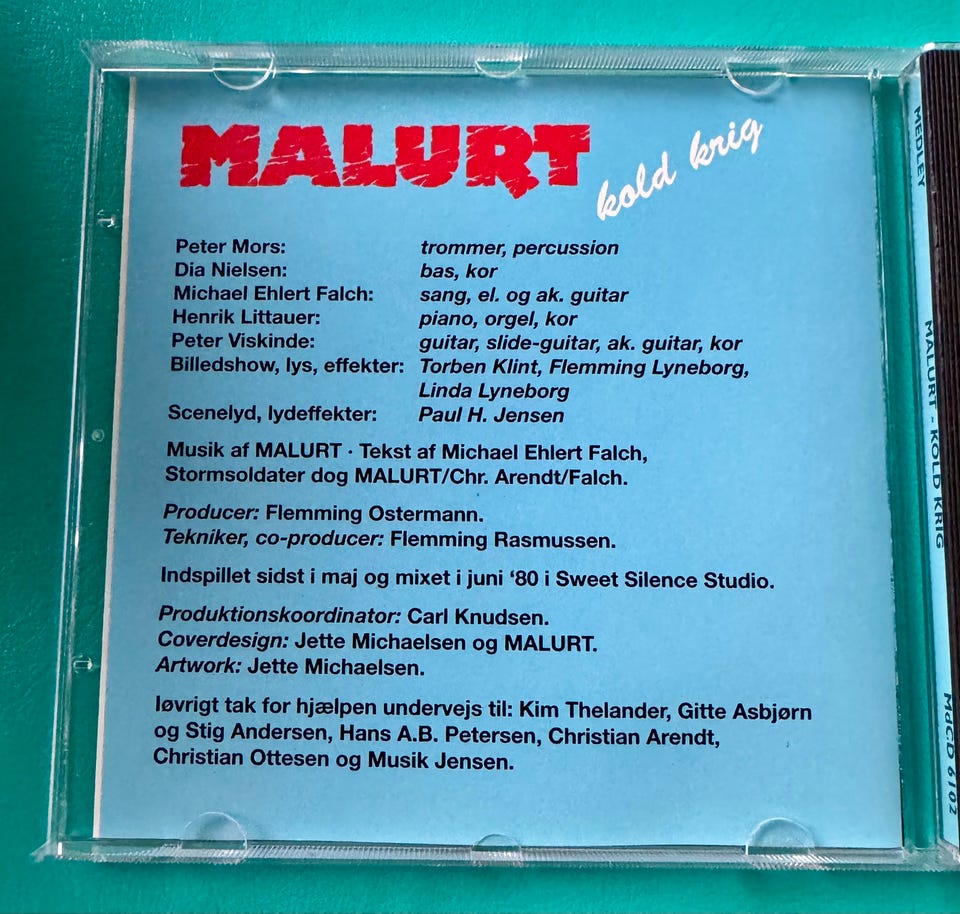 MALURT
kold krig
Peter Mors: trommer, percussion
Dia Nielsen: bas, kor
Michael Ehlert Falch: sang, el. og ak. guitar
Henrik Littauer: piano, orgel, kor
Peter Viskinde: guitar, slide-guitar, ak. guitar, kor
Billedshow, lys, effekter: Torben Klint, Flemming Lyneborg,
Linda Lyneborg
Scenelyd, lydeffekter: Paul H. Jensen
Musik af MALURT · Tekst af Michael Ehlert Falch,
Stormsoldater dog MALURT/Chr. Arendt/Falch.
Producer: Flemming Ostermann.
Tekniker, co-producer: Flemming Rasmussen.
Indspillet sidst i maj og mixet i juni ‘80 i Sweet Silence Studio.
Produktionskoordinator: Carl Knudsen.
Coverdesign: Jette Michaelsen og MALURT.
Artwork: Jette Michaelsen.
Iøvrigt tak for hjælpen undervejs til: Kim Thelander, Gitte Asbjørn
og Stig Andersen, Hans A.B. Petersen, Christian Arendt,
Christian Ottesen og Musik Jensen.
MEDLEY
MALURT - KOLD KRIG
MdCD 6102